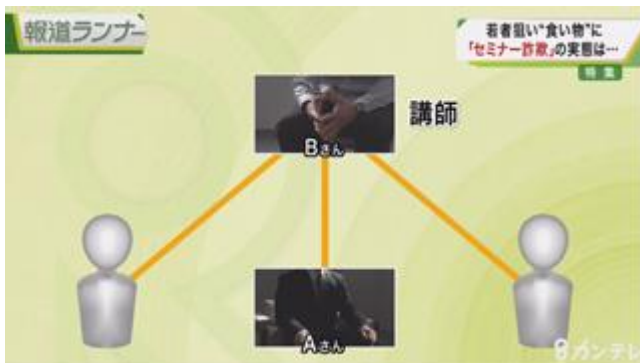 報道ランナー
若者狙い“食い物”に
「セミナー詐欺」の実態は…
特集
講師
Bさん
Aさん
8カンテレ